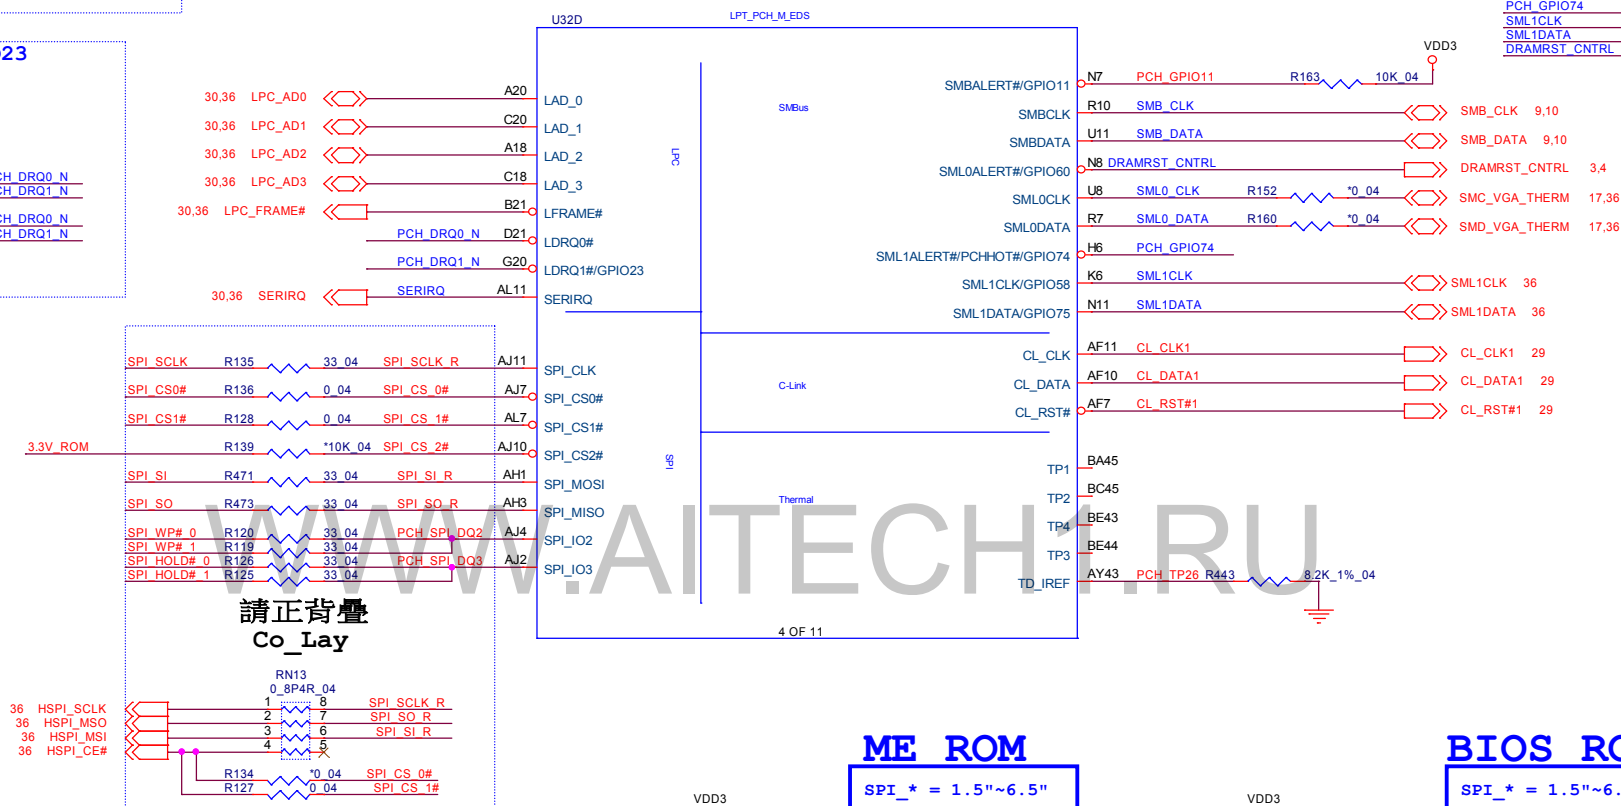 U32D
LPT_PCH_M_EDS
PCH_GPIO74
SML1CLK
SML1DATA
DRAMRST_CNTRL
VDD3
30,36 LPC_AD0 A20 LAD_0
30,36 LPC_AD1 C20 LAD_1
30,36 LPC_AD2 A18 LAD_2
30,36 LPC_AD3 C18 LAD_3
30,36 LPC_FRAME# B21 LFRAME#
PCH_DRQ0_N D21 LDRQ0#
PCH_DRQ1_N G20 LDRQ1#/GPIO23
30,36 SERIRQ SERIRQ AL11 SERIRQ
LPC
SMBus
SMBALERT#/GPIO11 N7 PCH_GPIO11 R163 10K_04
SMBCLK R10 SMB_CLK SMB_CLK 9,10
SMBDATA U11 SMB_DATA SMB_DATA 9,10
SML0ALERT#/GPIO60 N8 DRAMRST_CNTRL DRAMRST_CNTRL 3,4
SML0CLK U8 SML0_CLK R152 *0_04 SMC_VGA_THERM 17,36
SML0DATA R7 SML0_DATA R160 *0_04 SMD_VGA_THERM 17,36
SML1ALERT#/PCHHOT#/GPIO74 H6 PCH_GPIO74
SML1CLK/GPIO58 K6 SML1CLK SML1CLK 36
SML1DATA/GPIO75 N11 SML1DATA SML1DATA 36
C-Link
CL_CLK AF11 CL_CLK1 CL_CLK1 29
CL_DATA AF10 CL_DATA1 CL_DATA1 29
CL_RST# AF7 CL_RST#1 CL_RST#1 29
SPI_SCLK R135 33_04 SPI_SCLK_R AJ11 SPI_CLK
SPI_CS0# R136 0_04 SPI_CS_0# AJ7 SPI_CS0#
SPI_CS1# R128 0_04 SPI_CS_1# AL7 SPI_CS1#
3.3V_ROM R139 *10K_04 SPI_CS_2# AJ10 SPI_CS2#
SPI_SI R471 33_04 SPI_SI_R AH1 SPI_MOSI
SPI_SO R473 33_04 SPI_SO_R AH3 SPI_MISO
SPI_WP#_0 R120 33_04 PCH_SPI_DQ2 AJ4 SPI_IO2
SPI_WP#_1 R119 33_04
SPI_HOLD#_0 R126 33_04 PCH_SPI_DQ3 AJ2 SPI_IO3
SPI_HOLD#_1 R125 33_04
SPI
Thermal
TP1 BA45
TP2 BC45
TP4 BE43
TP3 BE44
TD_IREF AY43 PCH_TP26 R443 8.2K_1%_04
4 OF 11
WWW.AITECH1.RU
請正背疊
Co_Lay
RN13
0_8P4R_04
36 HSPI_SCLK 1 8 SPI_SCLK_R
36 HSPI_MSO 2 7 SPI_SO_R
36 HSPI_MSI 3 6 SPI_SI_R
36 HSPI_CE# 4 5
R134 *0_04 SPI_CS_0#
R127 0_04 SPI_CS_1#
VDD3
ME ROM
SPI_* = 1.5"~6.5"
VDD3
BIOS
SPI_* = 1.5"~6.